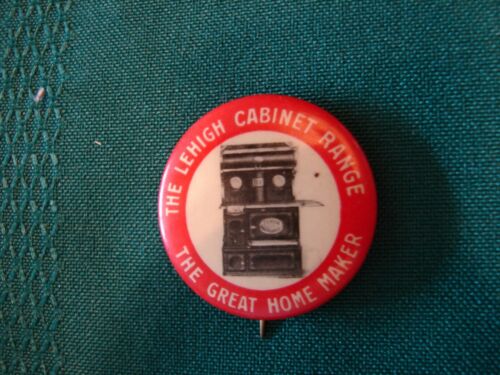 THE LEHIGH CABINET RANGE
THE GREAT HOME MAKER